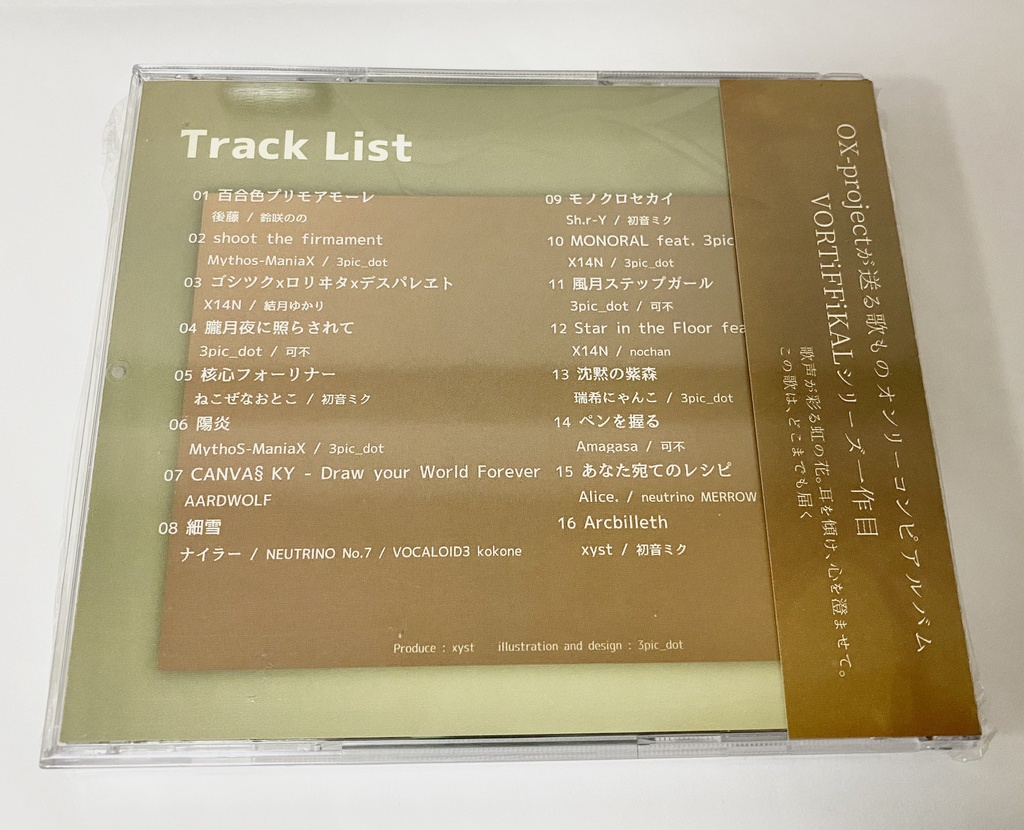 Track List
01 百合色プリモアモーレ
後藤 / 鈴咲のの
02 shoot the firmament
Mythos-ManiaX / 3pic_dot
03 ゴシツクxロリヰタxデスパレヱト
X14N / 結月ゆかり
04 朧月夜に照らされて
3pic_dot / 可不
05 核心フォーリナー
ねこぜなおとこ / 初音ミク
06 陽炎
MythoS-ManiaX / 3pic_dot
07 CANVA§ KY - Draw your World Forever
AARDWOLF
08 細雪
ナイラー / NEUTRINO No.7 / VOCALOID3 kokone
09 モノクロセカイ
Sh.r-Y / 初音ミク
10 MONORAL feat. 3pic
X14N / 3pic_dot
11 風月ステップガール
3pic_dot / 可不
12 Star in the Floor fea
X14N / nochan
13 沈黙の紫森
瑞希にゃんこ / 3pic_dot
14 ペンを握る
Amagasa / 可不
15 あなた宛てのレシピ
Alice. / neutrino MERROW
16 Arcbilleth
xyst / 初音ミク
Produce : xyst illustration and design : 3pic_dot
OX-projectが送る歌ものオンリーコンピアルバム
VORTiFFiKALシリーズ一作目
歌声が彩る虹の花。耳を傾け、心を澄ませて。
この歌は、どこまでも届く